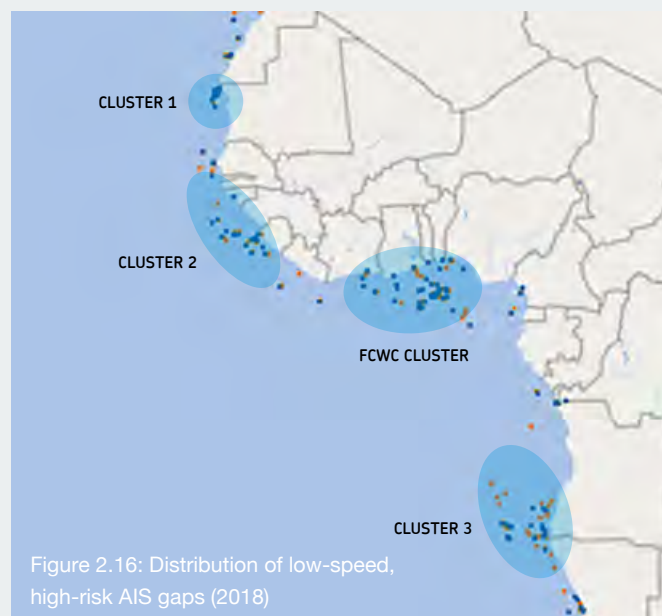 CLUSTER 1
CLUSTER 2
FCWC CLUSTER
CLUSTER 3
Figure 2.16: Distribution of low-speed,
high-risk AIS gaps (2018)